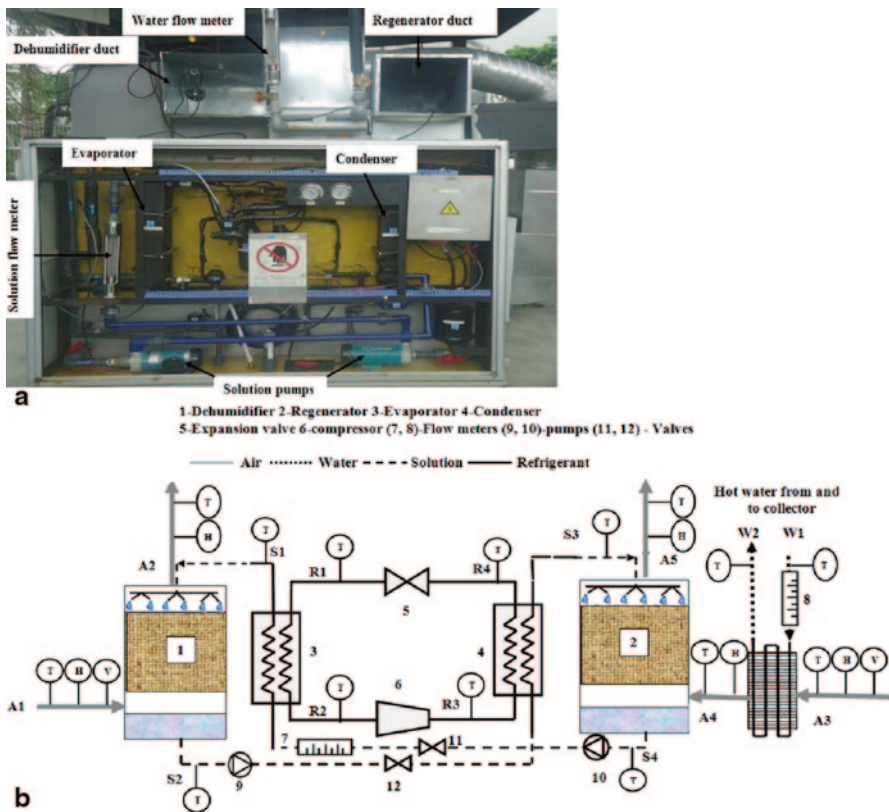 Water flow meter
Regenerator duct
Dehumidifier duct
Evaporator
Condenser
Solution flow meter
Solution pumps
a
1-Dehumidifier 2-Regenerator 3-Evaporator 4-Condenser
5-Expansion valve 6-compressor (7, 8)-Flow meters (9, 10)-pumps (11, 12) - Valves
Air Water Solution Refrigerant
Hot water from and
to collector
T
H
A2
T
S1
R1
T
5
T
R4
S3
T
T
H
A5
W2
W1
T
T
8
1
3
4
2
T
H
V
A1
R2
T
6
R3
T
T
H
A4
T
H
V
A3
7
11
S2
T
9
12
10
S4
T
b